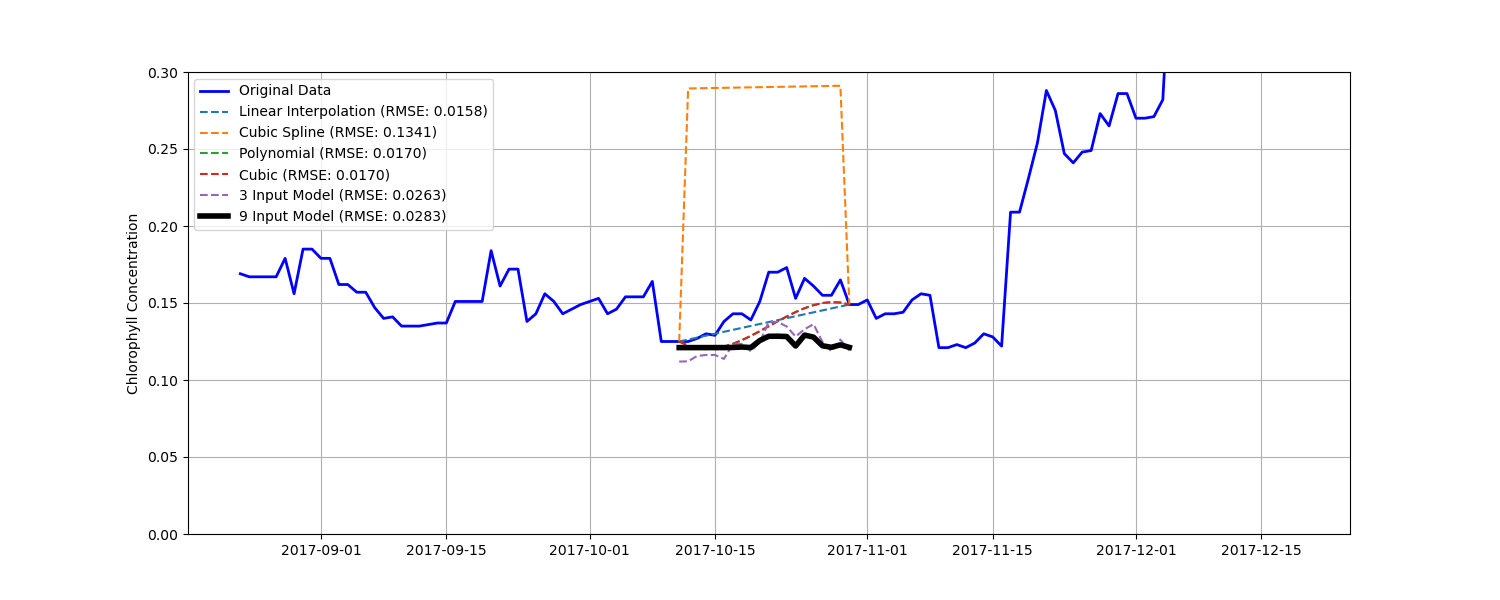 0.30
0.25
0.20
0.15
0.10
0.05
0.00
Chlorophyll Concentration
Original Data
Linear Interpolation (RMSE: 0.0158)
Cubic Spline (RMSE: 0.1341)
Polynomial (RMSE: 0.0170)
Cubic (RMSE: 0.0170)
3 Input Model (RMSE: 0.0263)
9 Input Model (RMSE: 0.0283)
2017-09-01 2017-09-15 2017-10-01 2017-10-15 2017-11-01 2017-11-15 2017-12-01 2017-12-15